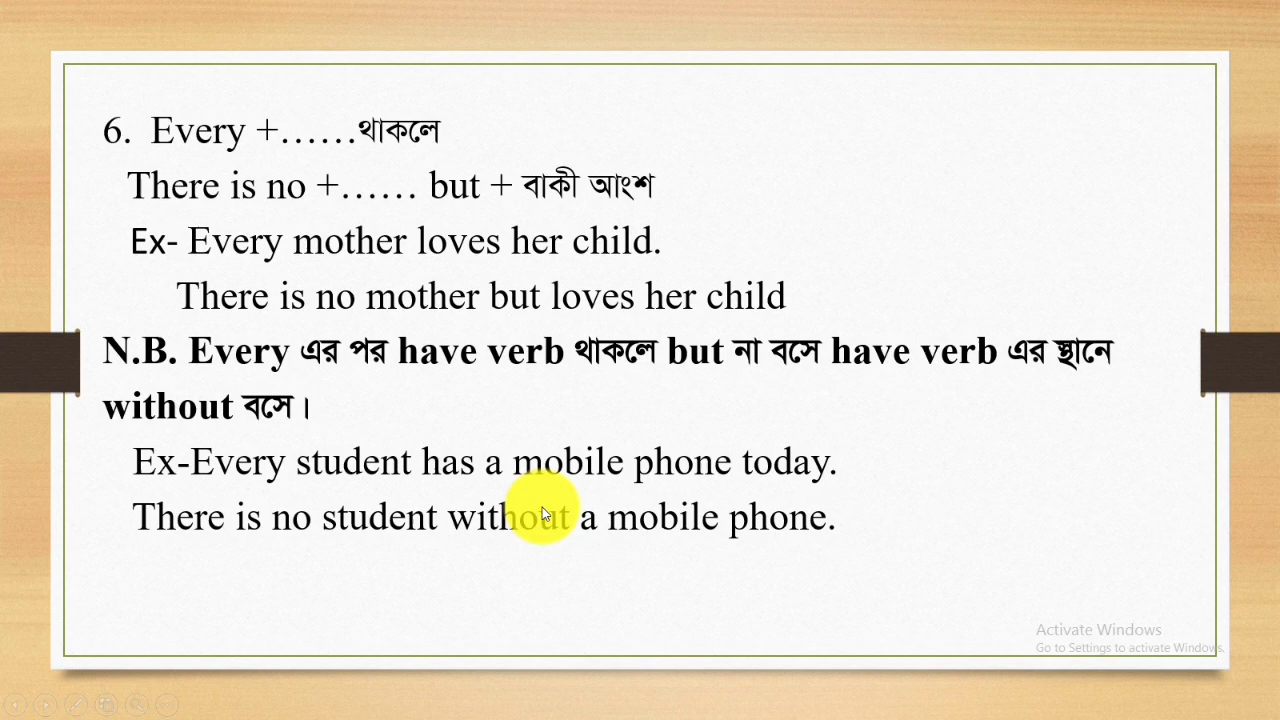 6. Every +……থাকলে
There is no +…… but + বাকী আংশ
Ex- Every mother loves her child.
There is no mother but loves her child
N.B. Every এর পর have verb থাকলে but না বসে have verb এর স্থানে
without বসে।
Ex-Every student has a mobile phone today.
There is no student without a mobile phone.
Activate Windows
Go to Settings to activate Windows.